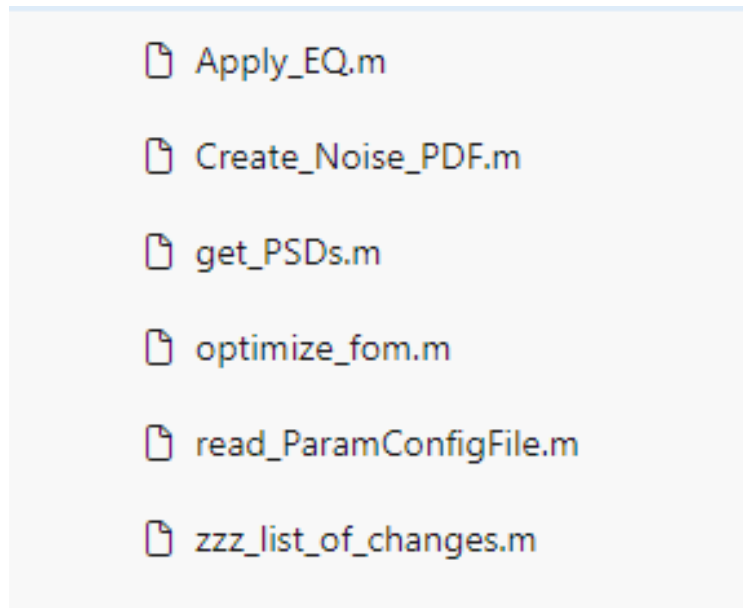 Apply_EQ.m
Create_Noise_PDF.m
get_PSDs.m
optimize_fom.m
read_ParamConfigFile.m
zzz_list_of_changes.m